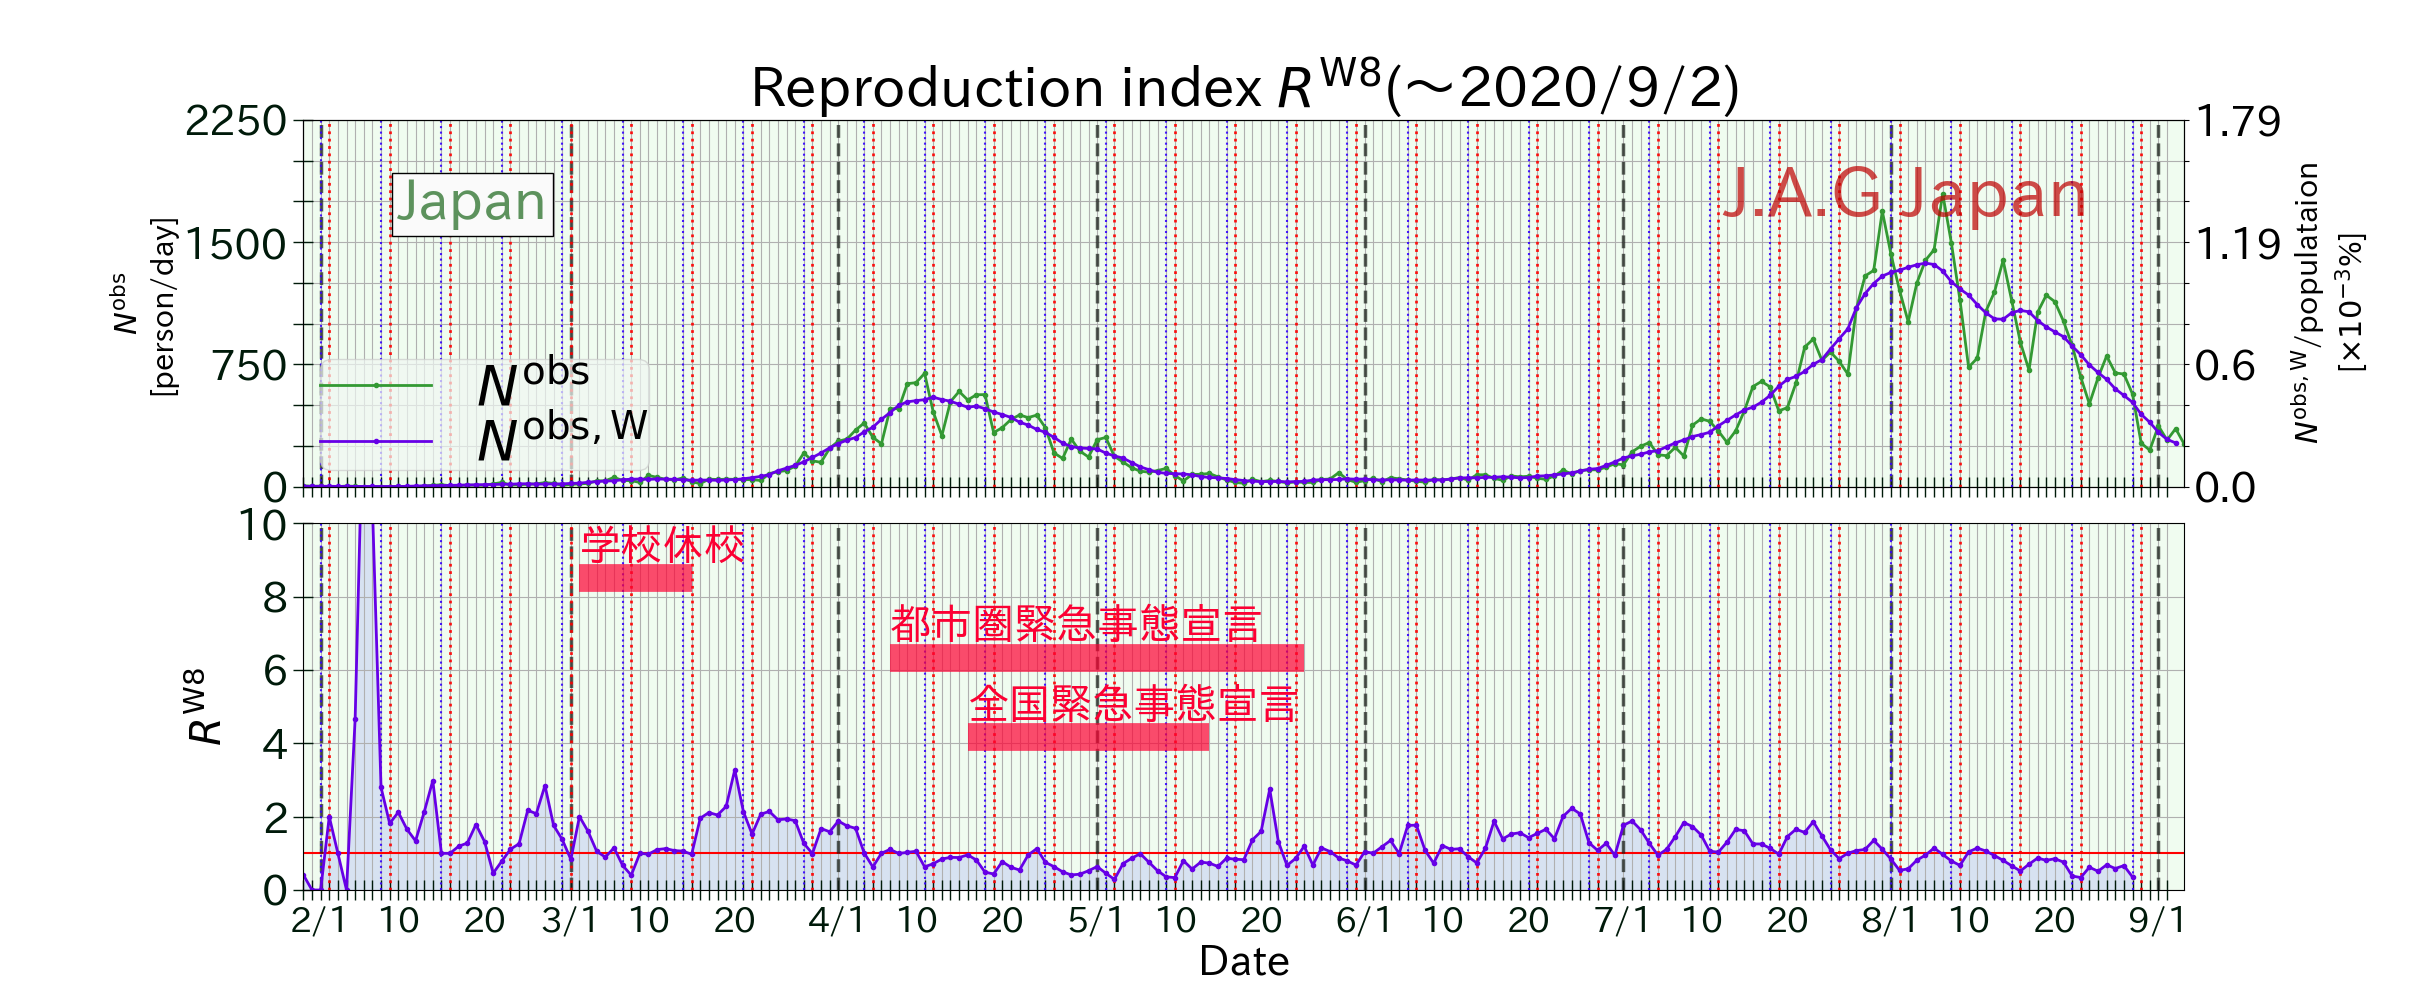 Reproduction index R^W8(～2020/9/2)
2250
1500
750
0
N^obs
[person/day]
Japan
J.A.G Japan
N^obs
N^obs, W
1.79
1.19
0.6
0.0
N^obs, W/populataion
[×10^−3%]
10
8
6
4
2
0
R^W8
学校休校
都市圏緊急事態宣言
全国緊急事態宣言
2/1 10 20 3/1 10 20 4/1 10 20 5/1 10 20 6/1 10 20 7/1 10 20 8/1 10 20 9/1
Date